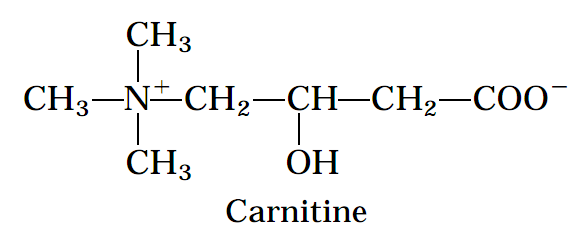 CH₃
CH₃—N⁺—CH₂—CH—CH₂—COO⁻
CH₃ OH
Carnitine